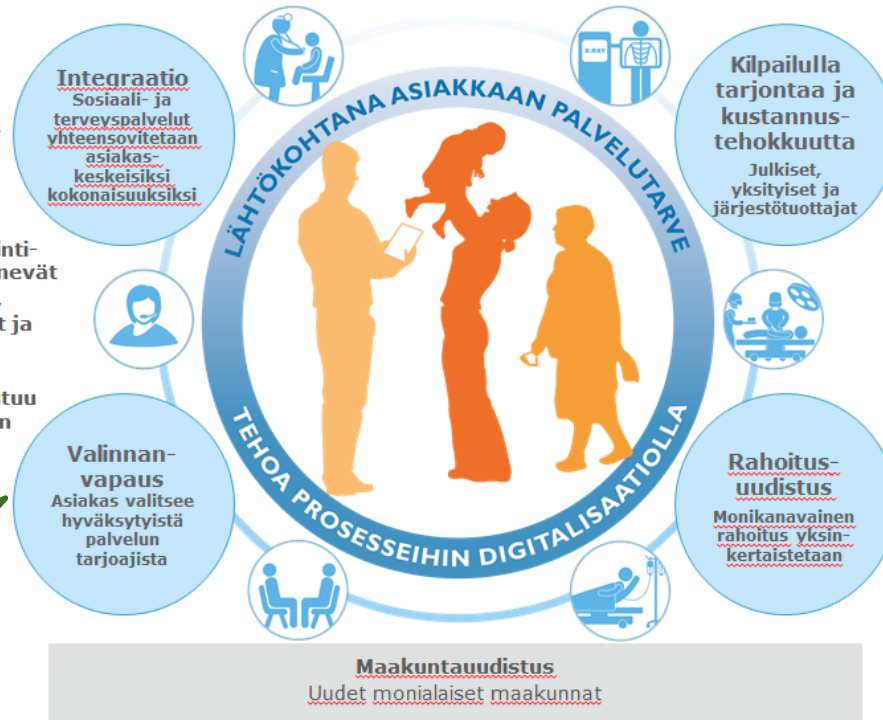 Integraatio
Sosiaali- ja
terveyspalvelut
yhteensovitetaan
asiakas-
keskeisiksi
kokonaisuuksiksi
Kilpailulla
tarjontaa ja
kustannus-
tehokkuutta
Julkiset,
yksityiset ja
järjestötuottajat
X-RAY
LÄHTÖKOHTANA ASIAKKAAN PALVELUTARVE
TEHOA PROSESSEIHIN DIGITALISAATIOLLA
ja
Valinnan-
vapaus
Asiakas valitsee
hyväksytyistä
palvelun
tarjoajista
Rahoitus-
uudistus
Monikanavainen
rahoitus yksin-
kertaistetaan
Maakuntauudistus
Uudet monialaiset maakunnat